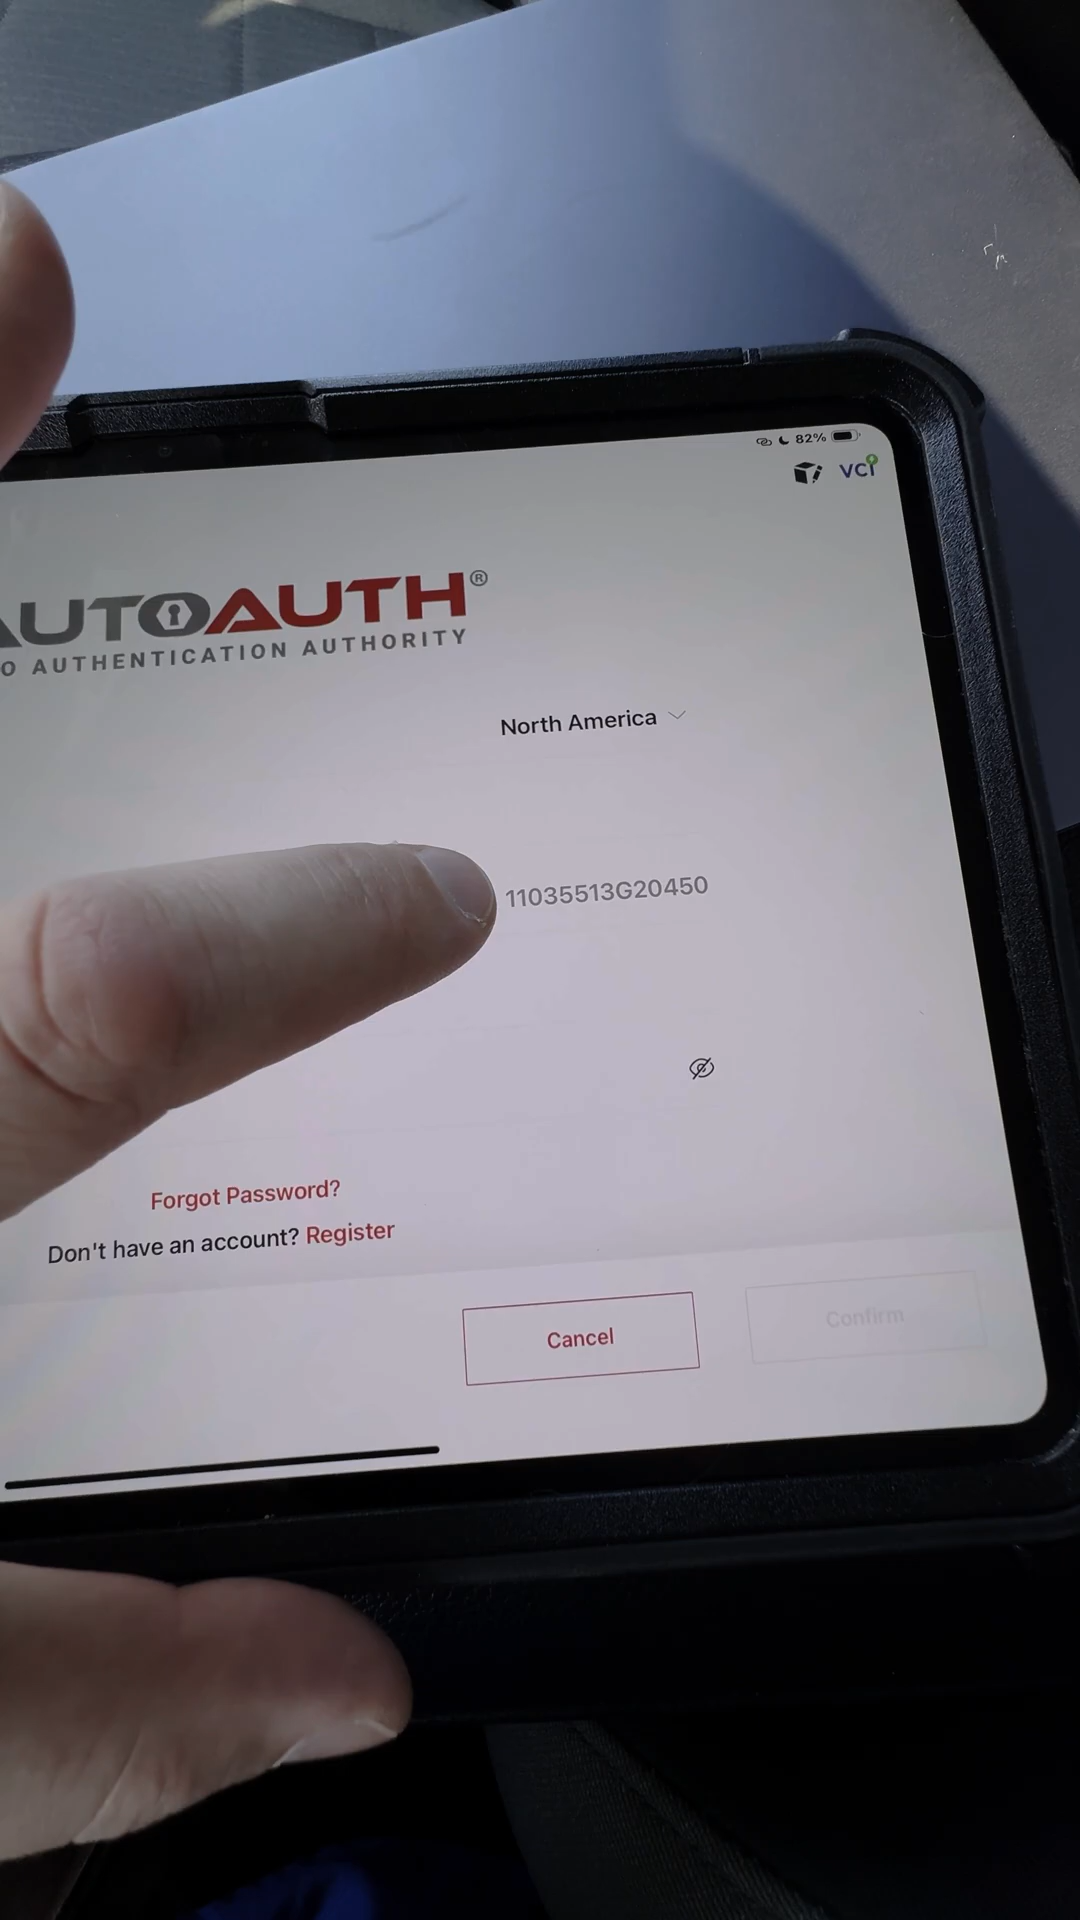 82%
VCI
AUTOAUTH®
O AUTHENTICATION AUTHORITY
North America
11035513G20450
Forgot Password?
Don't have an account? Register
Cancel
Confirm